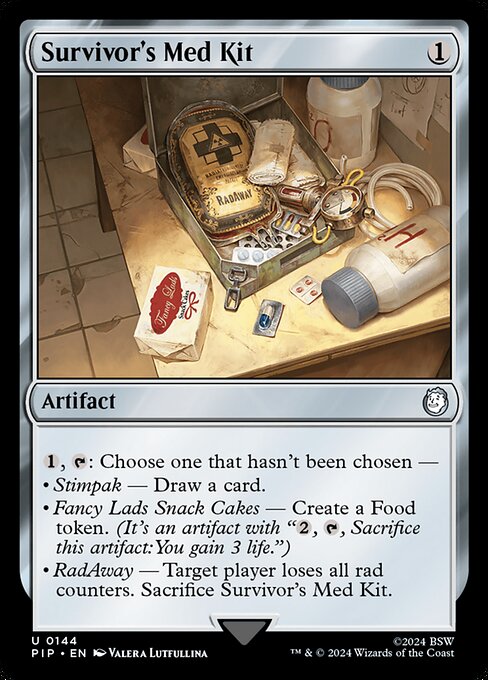 Survivor's Med Kit 1
RADAWAY
Fancy Lads
Snack Cakes
H
Artifact
1, T: Choose one that hasn't been chosen —
• Stimpak — Draw a card.
• Fancy Lads Snack Cakes — Create a Food
token. (It's an artifact with "2, T, Sacrifice
this artifact: You gain 3 life.")
• RadAway — Target player loses all rad
counters. Sacrifice Survivor's Med Kit.
U 0144
PIP • EN VALERA LUTFULLINA
©2024 BSW
™ & © 2024 Wizards of the Coast